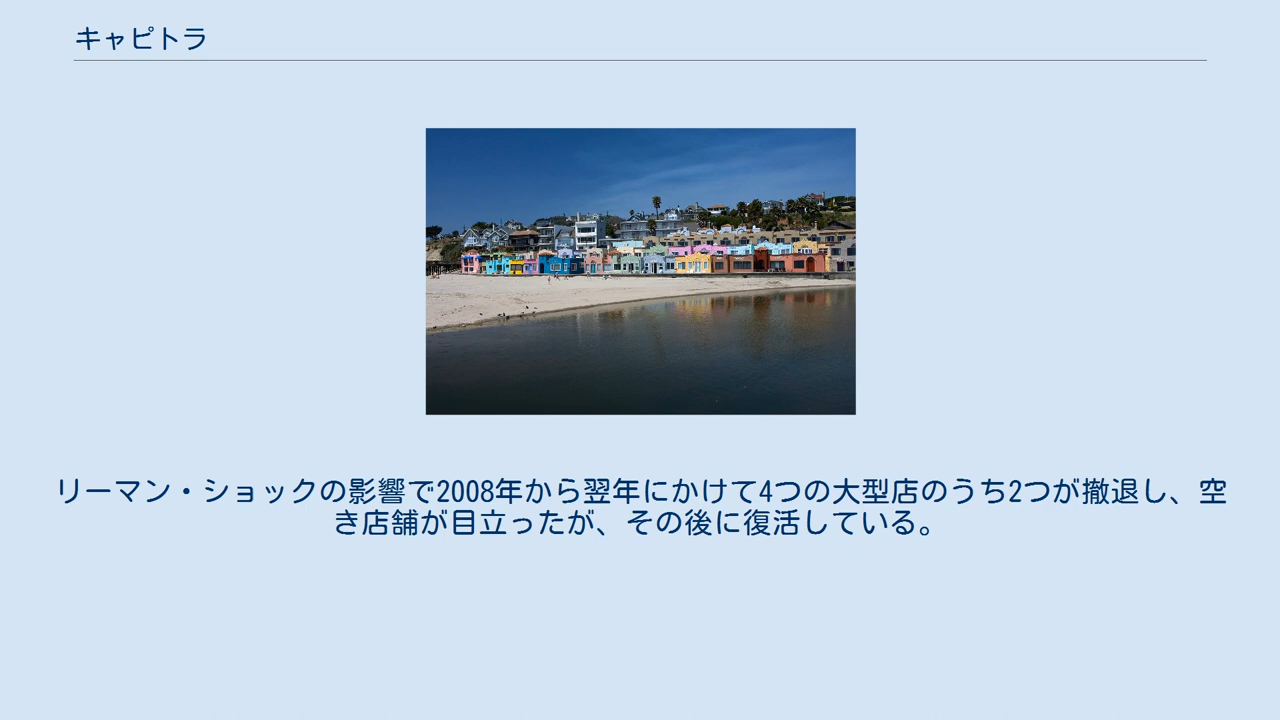 キャピトラ
リーマン・ショックの影響で2008年から翌年にかけて4つの大型店のうち2つが撤退し、空
き店舗が目立ったが、その後に復活している。